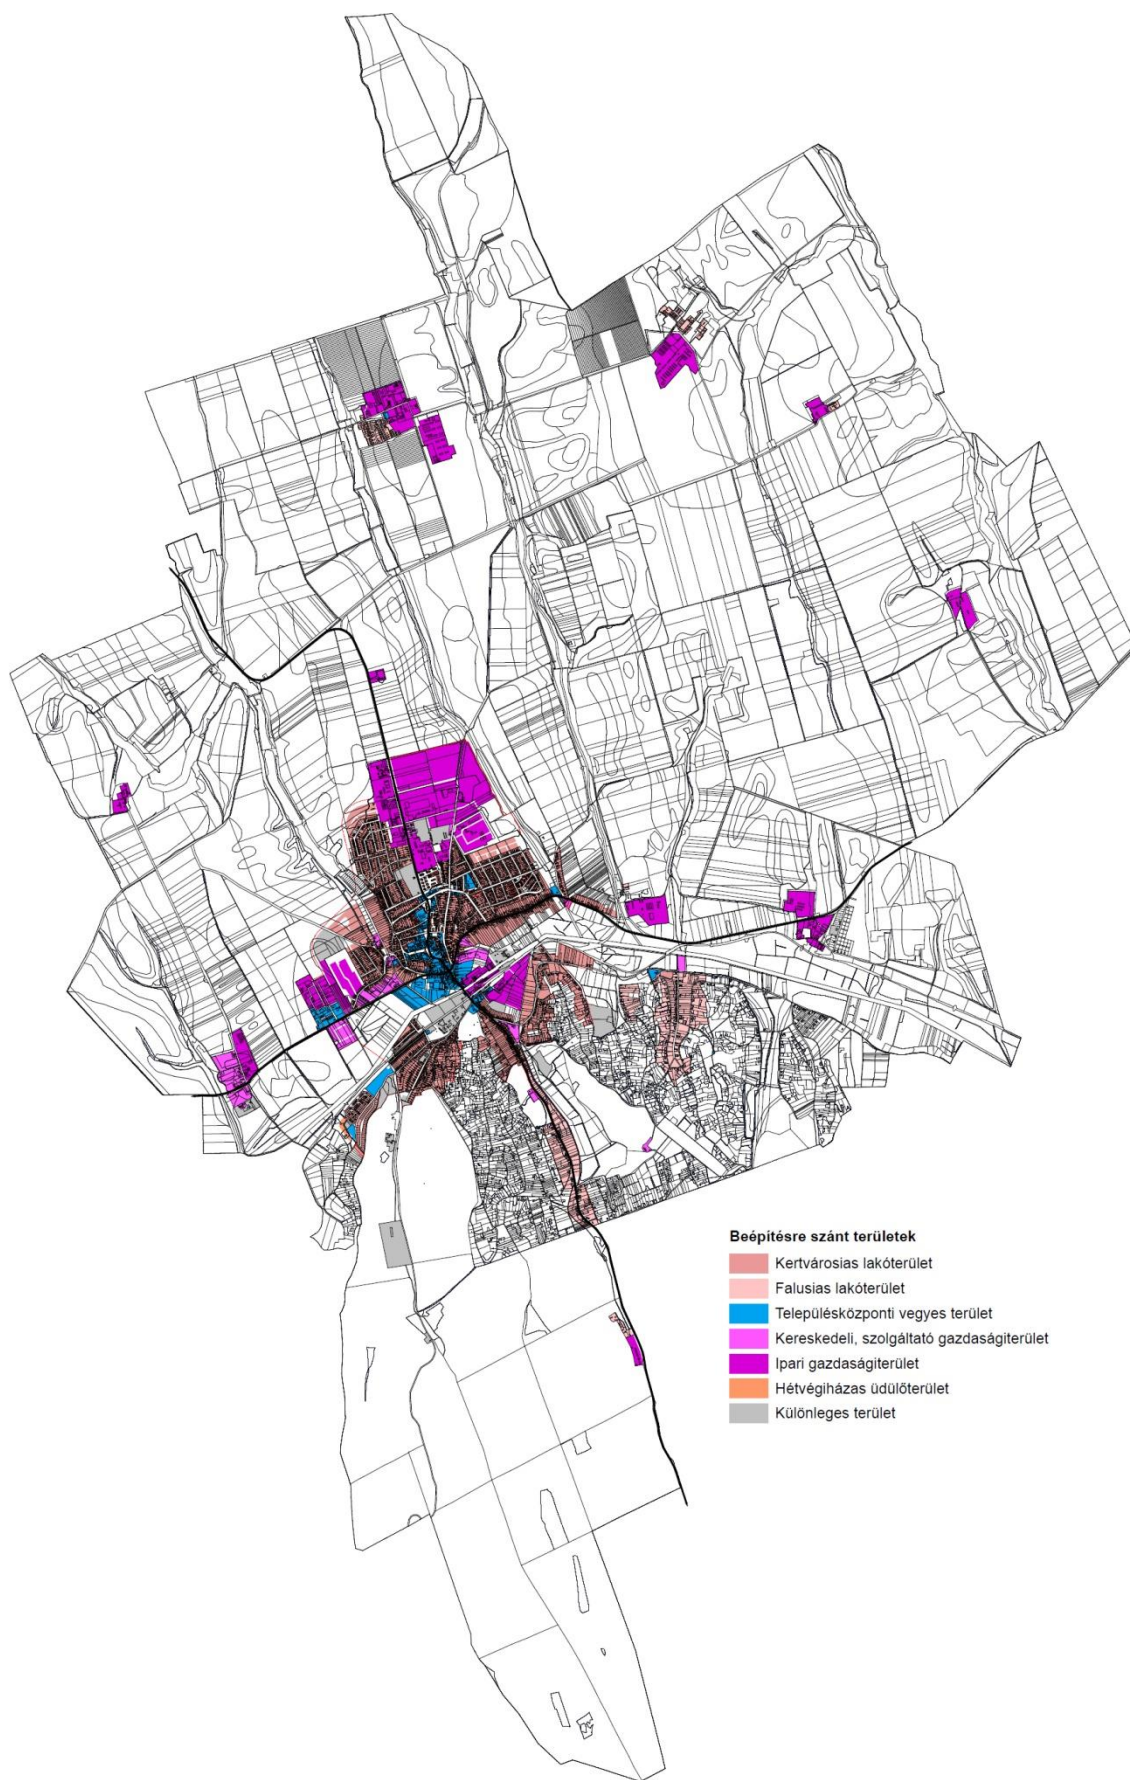 Beépítésre szánt területek
Kertvárosias lakóterület
Falusias lakóterület
Településközponti vegyes terület
Kereskedeli, szolgáltató gazdaságiterület
Ipari gazdaságiterület
Hétvégiházas üdülőterület
Különleges terület